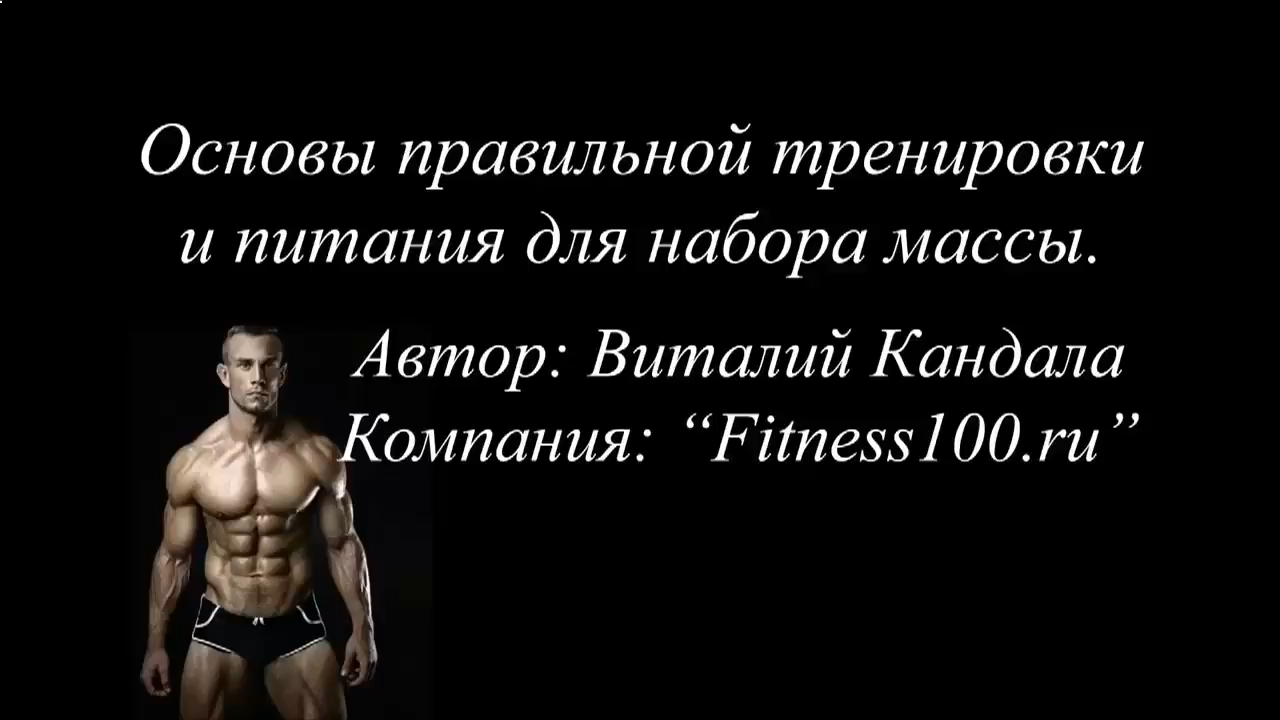 Основы правильной тренировки
и питания для набора массы.
Автор: Виталий Кандала
Компания: “Fitness100.ru”